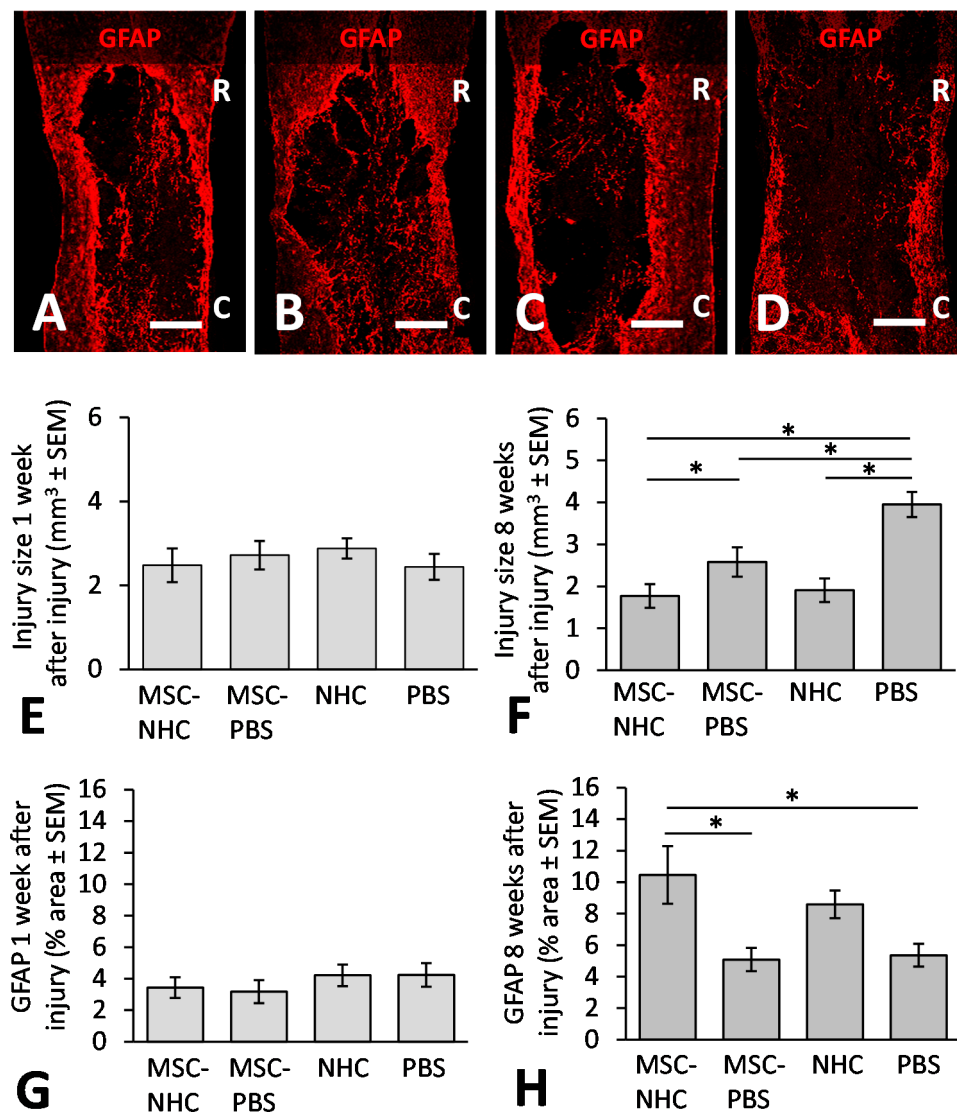 GFAP GFAP GFAP GFAP
R R R R
A C B C C C D C
Injury size 1 week
after injury (mm³ ± SEM)
6
4
2
0
MSC-NHC MSC-PBS NHC PBS
E
Injury size 8 weeks
after injury (mm³ ± SEM)
6
5
4
3
2
1
0
* * * *
MSC-NHC MSC-PBS NHC PBS
F
GFAP 1 week after
injury (% area ± SEM)
16
14
12
10
8
6
4
2
0
MSC-NHC MSC-PBS NHC PBS
G
GFAP 8 weeks after
injury (% area ± SEM)
16
14
12
10
8
6
4
2
0
* *
MSC-NHC MSC-PBS NHC PBS
H